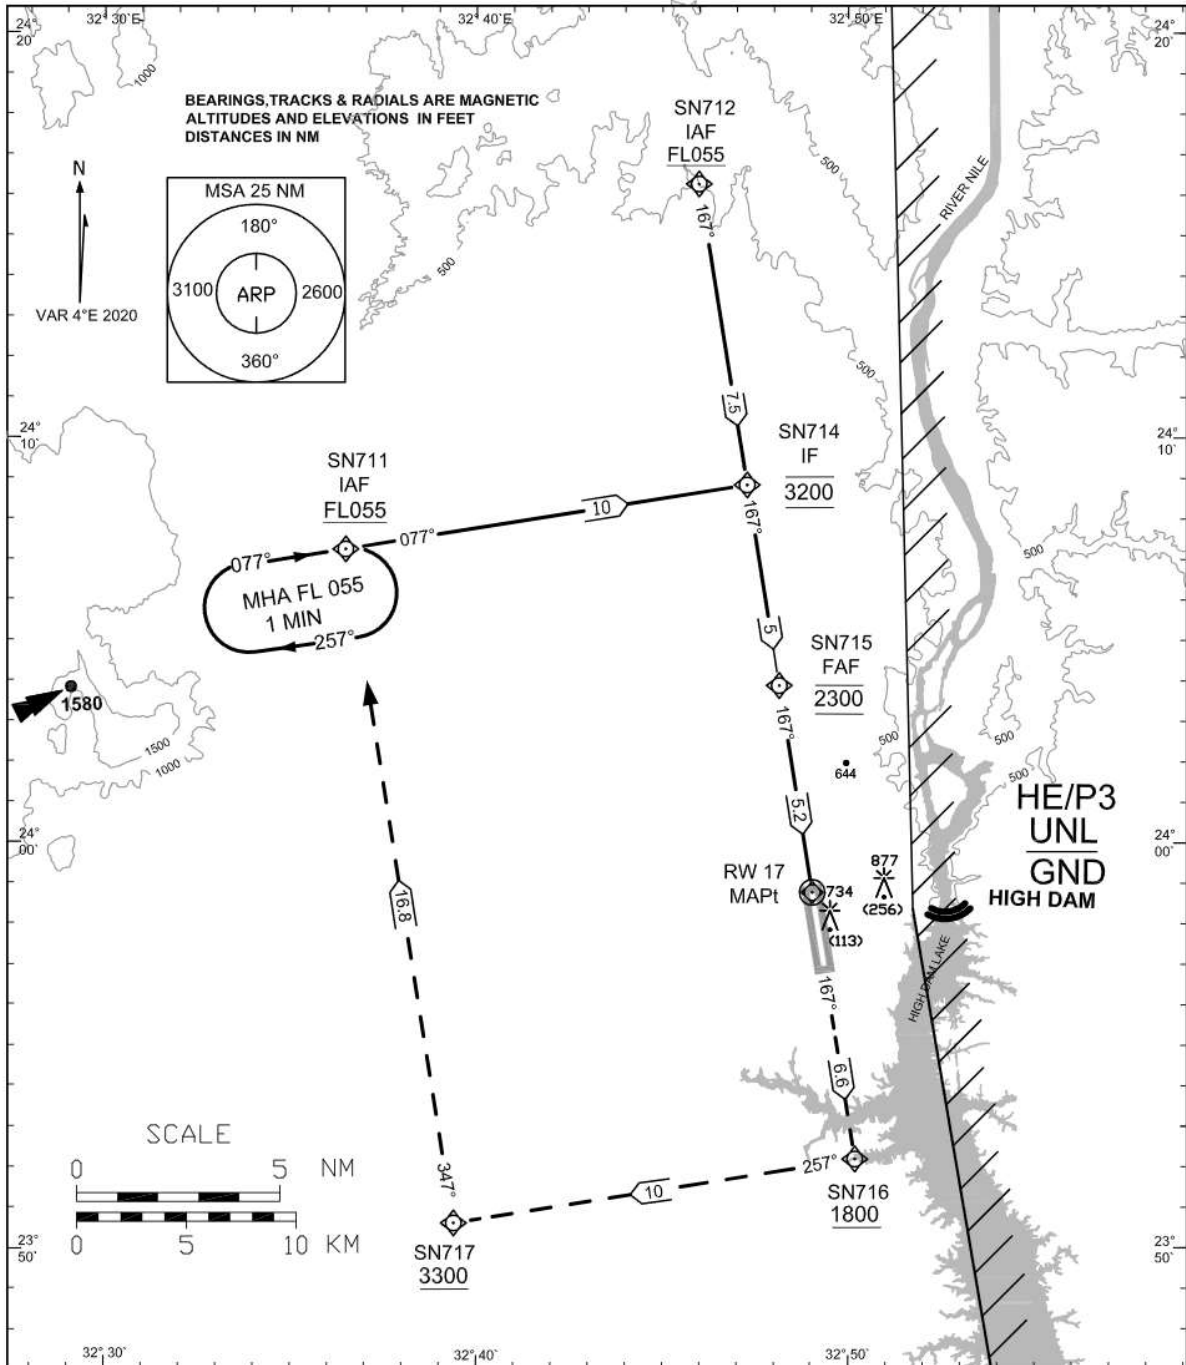 32° 30'E
32° 40'E
32° 50'E
24°
20'
24°
20'
1000
BEARINGS,TRACKS & RADIALS ARE MAGNETIC
ALTITUDES AND ELEVATIONS IN FEET
DISTANCES IN NM
SN712
IAF
FL055
500
RIVER NILE
N
VAR 4°E 2020
MSA 25 NM
180°
3100
ARP
2600
360°
500
167°
500
7.5
24°
10'
24°
10'
SN714
IF
3200
SN711
IAF
FL055
10
167°
077°
077°
MHA FL 055
1 MIN
257°
500
5
SN715
FAF
2300
1580
1500
1000
167°
500
500
500
644
5.2
HE/P3
UNL
GND
HIGH DAM
24°
00'
24°
00'
RW 17
MAPt
734
(113)
877
(256)
16.8
HIGH DAM LAKE
167°
6.6
SCALE
0 5 NM
0 5 10 KM
347°
257°
10
SN716
1800
SN717
3300
23°
50'
23°
50'
32° 30'
32° 40'
32° 50'